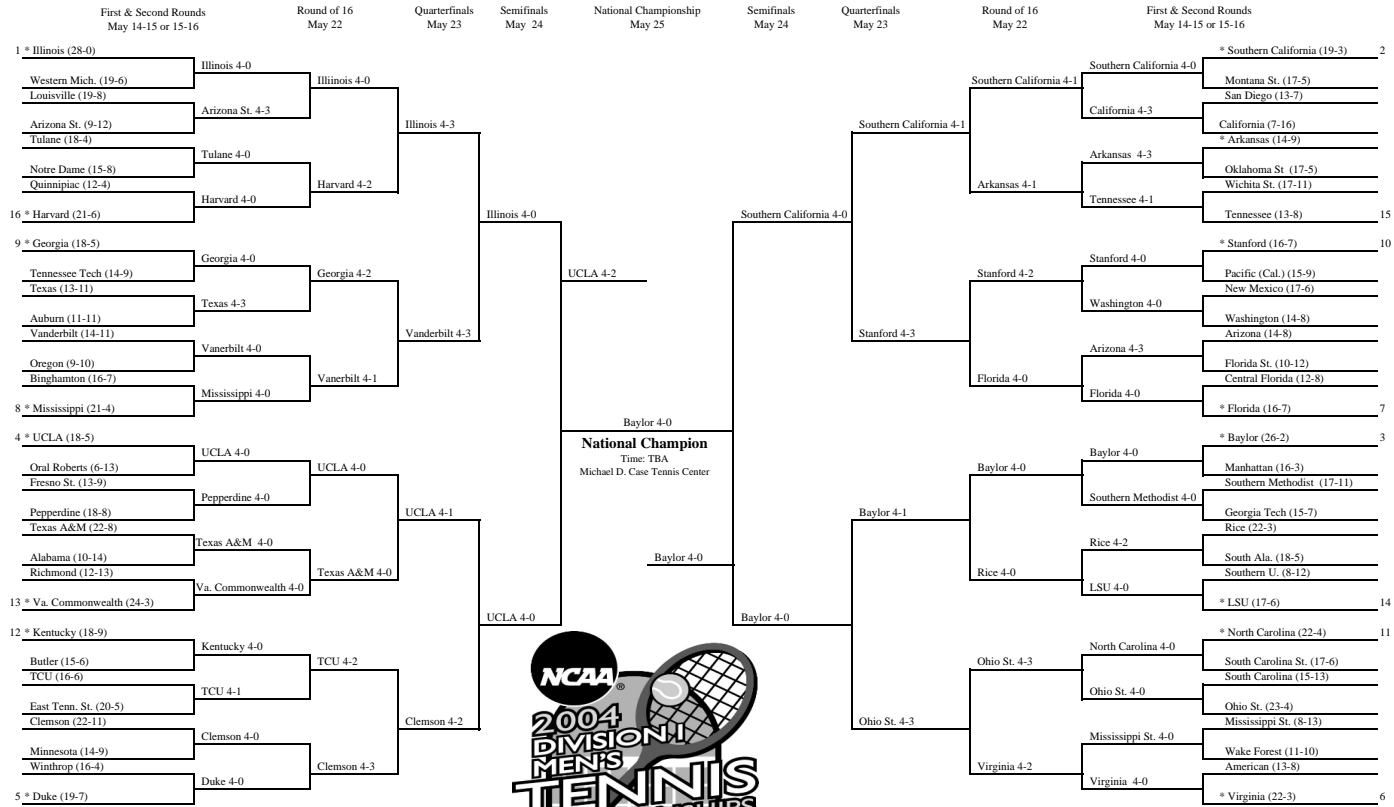 First & Second Rounds
May 14-15 or 15-16
Round of 16
May 22
Quarterfinals
May 23
Semifinals
May 24
National Championship
May 25
Semifinals
May 24
Quarterfinals
May 23
Round of 16
May 22
First & Second Rounds
May 14-15 or 15-16
1 * Illinois (28-0)
Western Mich. (19-6)
Louisville (19-8)
Arizona St. (9-12)
Tulane (18-4)
Notre Dame (15-8)
Quinnipiac (12-4)
16 * Harvard (21-6)
9 * Georgia (18-5)
Tennessee Tech (14-9)
Texas (13-11)
Auburn (11-11)
Vanderbilt (14-11)
Oregon (9-10)
Binghamton (16-7)
8 * Mississippi (21-4)
4 * UCLA (18-5)
Oral Roberts (6-13)
Fresno St. (13-9)
Pepperdine (18-8)
Texas A&M (22-8)
Alabama (10-14)
Richmond (12-13)
13 * Va. Commonwealth (24-3)
12 * Kentucky (18-9)
Butler (15-6)
TCU (16-6)
East Tenn. St. (20-5)
Clemson (22-11)
Minnesota (14-9)
Winthrop (16-4)
5 * Duke (19-7)
Illinois 4-0
Arizona St. 4-3
Tulane 4-0
Harvard 4-0
Georgia 4-0
Texas 4-3
Vanerbilt 4-0
Mississippi 4-0
UCLA 4-0
Pepperdine 4-0
Texas A&M 4-0
Va. Commonwealth 4-0
Kentucky 4-0
TCU 4-1
Clemson 4-0
Duke 4-0
Illiinois 4-0
Harvard 4-2
Georgia 4-2
Vanerbilt 4-1
UCLA 4-0
Texas A&M 4-0
TCU 4-2
Clemson 4-3
Illinois 4-3
Vanderbilt 4-3
UCLA 4-1
Clemson 4-2
Illinois 4-0
UCLA 4-0
UCLA 4-2
Baylor 4-0
National Champion
Time: TBA
Michael D. Case Tennis Center
Baylor 4-0
Southern California 4-0
Baylor 4-0
Southern California 4-1
Stanford 4-3
Baylor 4-1
Ohio St. 4-3
Southern California 4-1
Arkansas 4-1
Stanford 4-2
Florida 4-0
Baylor 4-0
Rice 4-0
Ohio St. 4-3
Virginia 4-2
Southern California 4-0
California 4-3
Arkansas 4-3
Tennessee 4-1
Stanford 4-0
Washington 4-0
Arizona 4-3
Florida 4-0
Baylor 4-0
Southern Methodist 4-0
Rice 4-2
LSU 4-0
North Carolina 4-0
Ohio St. 4-0
Mississippi St. 4-0
Virginia 4-0
* Southern California (19-3) 2
Montana St. (17-5)
San Diego (13-7)
California (7-16)
* Arkansas (14-9)
Oklahoma St (17-5)
Wichita St. (17-11)
Tennessee (13-8) 15
* Stanford (16-7) 10
Pacific (Cal.) (15-9)
New Mexico (17-6)
Washington (14-8)
Arizona (14-8)
Florida St. (10-12)
Central Florida (12-8)
* Florida (16-7) 7
* Baylor (26-2) 3
Manhattan (16-3)
Southern Methodist (17-11)
Georgia Tech (15-7)
Rice (22-3)
South Ala. (18-5)
Southern U. (8-12)
* LSU (17-6) 14
* North Carolina (22-4) 11
South Carolina St. (17-6)
South Carolina (15-13)
Ohio St. (23-4)
Mississippi St. (8-13)
Wake Forest (11-10)
American (13-8)
* Virginia (22-3) 6
NCAA ®
2004
DIVISION I
MEN'S
TENNIS